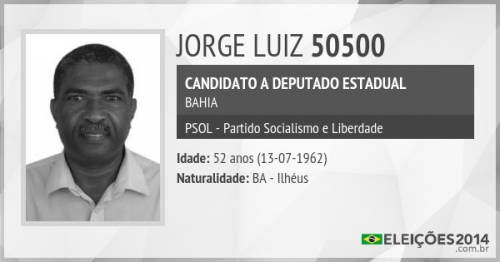 JORGE LUIZ 50500
CANDIDATO A DEPUTADO ESTADUAL
BAHIA
PSOL - Partido Socialismo e Liberdade
Idade: 52 anos (13-07-1962)
Naturalidade: BA - Ilhéus
ELEIÇÕES2014
.com.br